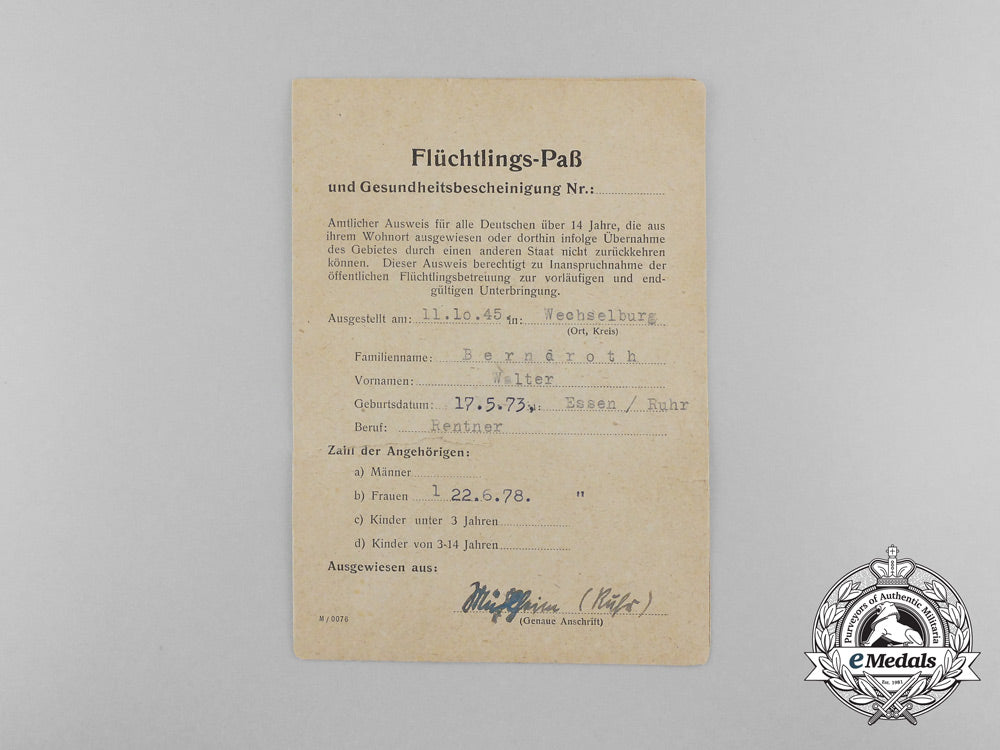 Flüchtlings-Paß
und Gesundheitsbescheinigung Nr.:
Amtlicher Ausweis für alle Deutschen über 14 Jahre, die aus
ihrem Wohnort ausgewiesen oder dorthin infolge Übernahme
des Gebietes durch einen anderen Staat nicht zurückkehren
können. Dieser Ausweis berechtigt zu Inanspruchnahme der
öffentlichen Flüchtlingsbetreuung zur vorläufigen und end-
gültigen Unterbringung.
Ausgestellt am: 11.10.45. in: Wechselburg
(Ort, Kreis)
Familienname: Berndroth
Vornamen: Walter
Geburtsdatum: 17.5.73, in: Essen / Ruhr
Beruf: Rentner
Zahl der Angehörigen:
a) Männer
b) Frauen 1 22.6.78. "
c) Kinder unter 3 Jahren
d) Kinder von 3-14 Jahren
Ausgewiesen aus:
Mülheim (Ruhr)
(Genaue Anschrift)
M/0076
Purveyors of Authentic Militaria
eMedals
Est. 1981